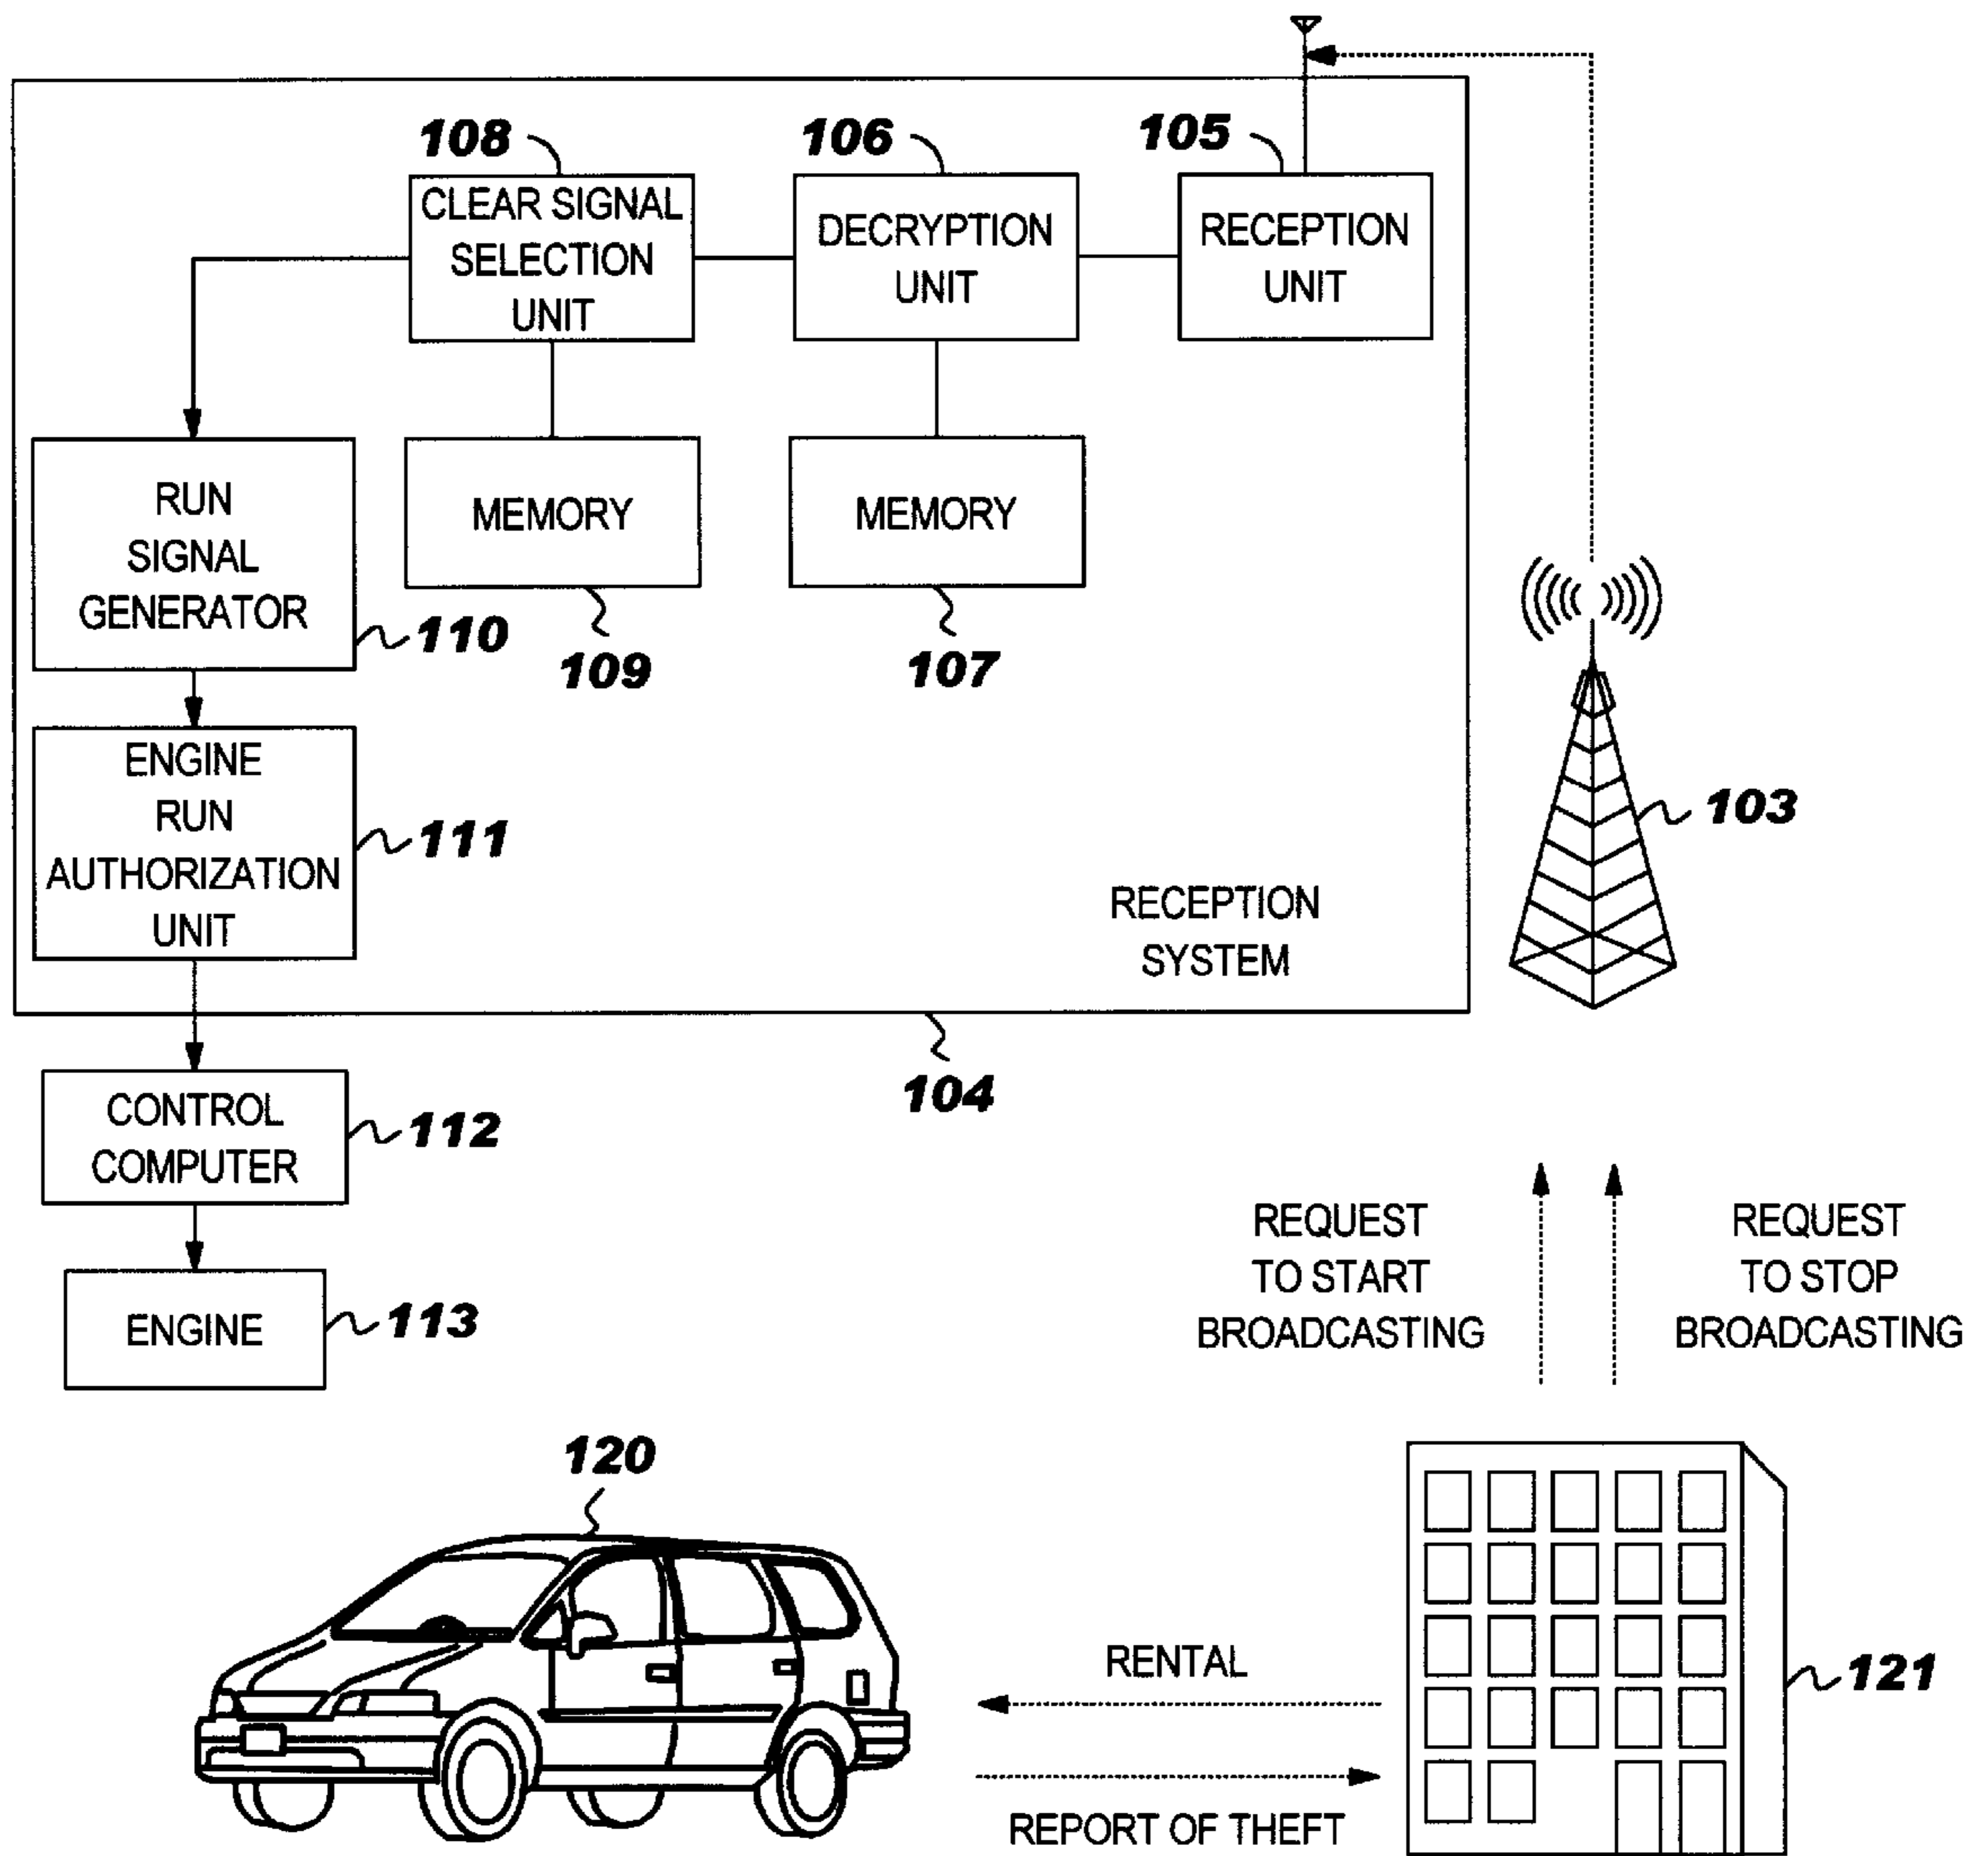 108
106
105
CLEAR SIGNAL
SELECTION
UNIT
DECRYPTION
UNIT
RECEPTION
UNIT
RUN
SIGNAL
GENERATOR
110
MEMORY
109
MEMORY
107
ENGINE
RUN
AUTHORIZATION
UNIT
111
103
RECEPTION
SYSTEM
104
CONTROL
COMPUTER
112
ENGINE
113
REQUEST
TO START
BROADCASTING
REQUEST
TO STOP
BROADCASTING
120
RENTAL
121
REPORT OF THEFT